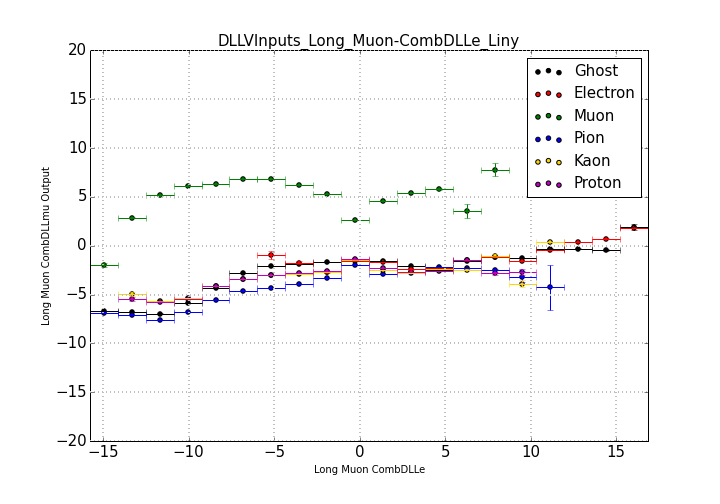 DLLVInputs_Long_Muon-CombDLLe_Liny
20
15
10
5
0
−5
−10
−15
−20
Long Muon CombDLLmu Output
Ghost
Electron
Muon
Pion
Kaon
Proton
−15 −10 −5 0 5 10 15
Long Muon CombDLLe